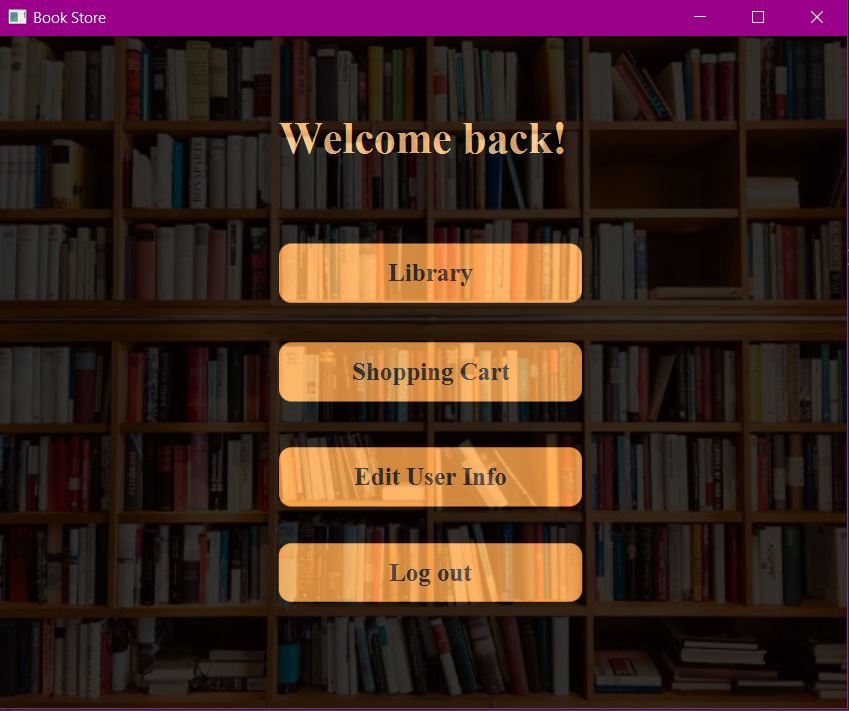 Book Store
Welcome back!
Library
Shopping Cart
Edit User Info
Log out